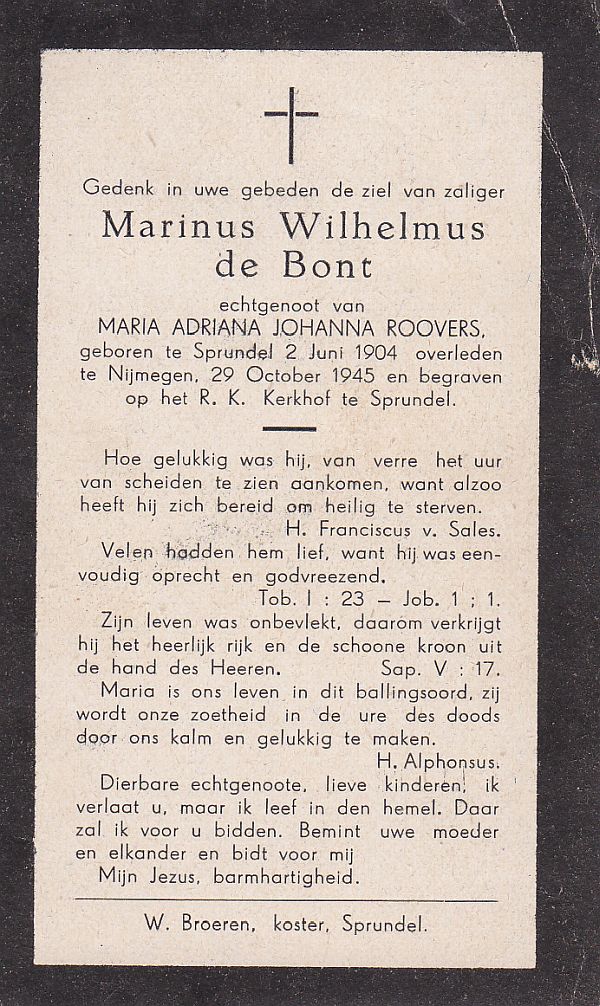 Gedenk in uwe gebeden de ziel van zaliger
Marinus Wilhelmus
de Bont
echtgenoot van
MARIA ADRIANA JOHANNA ROOVERS,
geboren te Sprundel 2 Juni 1904 overleden
te Nijmegen, 29 October 1945 en begraven
op het R. K. Kerkhof te Sprundel.
Hoe gelukkig was hij, van verre het uur
van scheiden te zien aankomen, want alzoo
heeft hij zich bereid om heilig te sterven.
H. Franciscus v. Sales.
Velen hadden hem lief, want hij was een-
voudig oprecht en godvreezend.
Tob. I : 23 – Job. 1 ; 1.
Zijn leven was onbevlekt, daarom verkrijgt
hij het heerlijk rijk en de schoone kroon uit
de hand des Heeren. Sap. V : 17.
Maria is ons leven in dit ballingsoord, zij
wordt onze zoetheid in de ure des doods
door ons kalm en gelukkig te maken.
H. Alphonsus.
Dierbare echtgenoote, lieve kinderen, ik
verlaat u, maar ik leef in den hemel. Daar
zal ik voor u bidden. Bemint uwe moeder
en elkander en bidt voor mij
Mijn Jezus, barmhartigheid.
W. Broeren, koster, Sprundel.